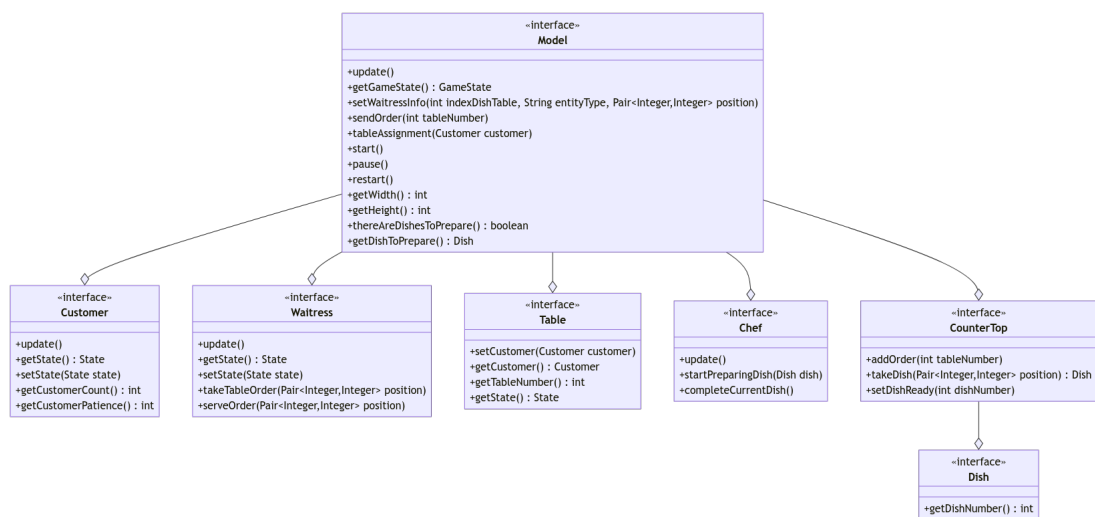 «interface»
Model
+update()
+getGameState() : GameState
+setWaitressInfo(int indexDishTable, String entityType, Pair<Integer,Integer> position)
+sendOrder(int tableNumber)
+tableAssignment(Customer customer)
+start()
+pause()
+restart()
+getWidth() : int
+getHeight() : int
+thereAreDishesToPrepare() : boolean
+getDishToPrepare() : Dish
«interface»
Customer
+update()
+getState() : State
+setState(State state)
+getCustomerCount() : int
+getCustomerPatience() : int
«interface»
Waitress
+update()
+getState() : State
+setState(State state)
+takeTableOrder(Pair<Integer,Integer> position)
+serveOrder(Pair<Integer,Integer> position)
«interface»
Table
+setCustomer(Customer customer)
+getCustomer() : Customer
+getTableNumber() : int
+getState() : State
«interface»
Chef
+update()
+startPreparingDish(Dish dish)
+completeCurrentDish()
«interface»
CounterTop
+addOrder(int tableNumber)
+takeDish(Pair<Integer,Integer> position) : Dish
+setDishReady(int dishNumber)
«interface»
Dish
+getDishNumber() : int